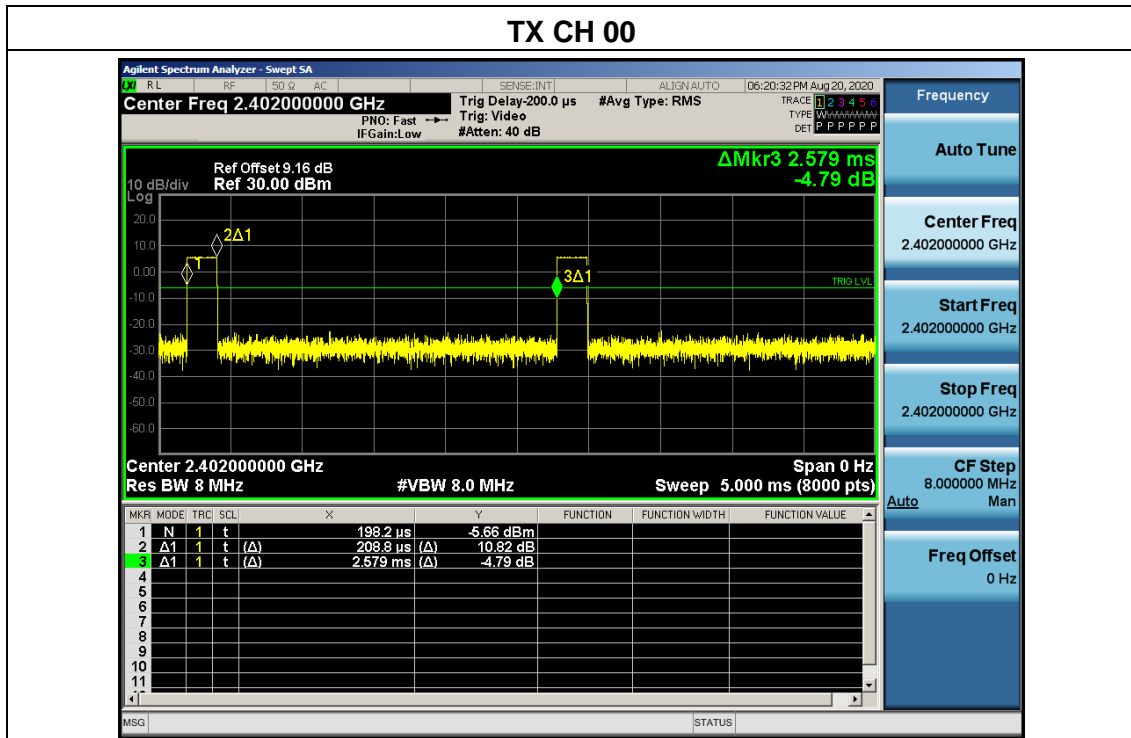 TX CH 00
Agilent Spectrum Analyzer - Swept SA
LXI RL RF 50 Ω AC SENSE:INT ALIGN AUTO 06:20:32 PM Aug 20, 2020
Center Freq 2.402000000 GHz Trig Delay-200.0 µs #Avg Type: RMS TRACE 1 2 3 4 5 6
PNO: Fast Trig: Video TYPE W
IFGain:Low #Atten: 40 dB DET P P P P P P
ΔMkr3 2.579 ms
-4.79 dB
Ref Offset 9.16 dB
10 dB/div Ref 30.00 dBm
Log
20.0
10.0
0.00
-10.0
-20.0
-30.0
-40.0
-50.0
-60.0
2Δ1
3Δ1
TRIG LVL
Center 2.402000000 GHz Span 0 Hz
Res BW 8 MHz #VBW 8.0 MHz Sweep 5.000 ms (8000 pts)
MKR MODE TRC SCL X Y FUNCTION FUNCTION WIDTH FUNCTION VALUE
1 N 1 t 198.2 µs -5.66 dBm
2 Δ1 1 t (Δ) 208.8 µs (Δ) 10.82 dB
3 Δ1 1 t (Δ) 2.579 ms (Δ) -4.79 dB
4
5
6
7
8
9
10
11
MSG STATUS
Frequency
Auto Tune
Center Freq
2.402000000 GHz
Start Freq
2.402000000 GHz
Stop Freq
2.402000000 GHz
CF Step
8.000000 MHz
Auto Man
Freq Offset
0 Hz